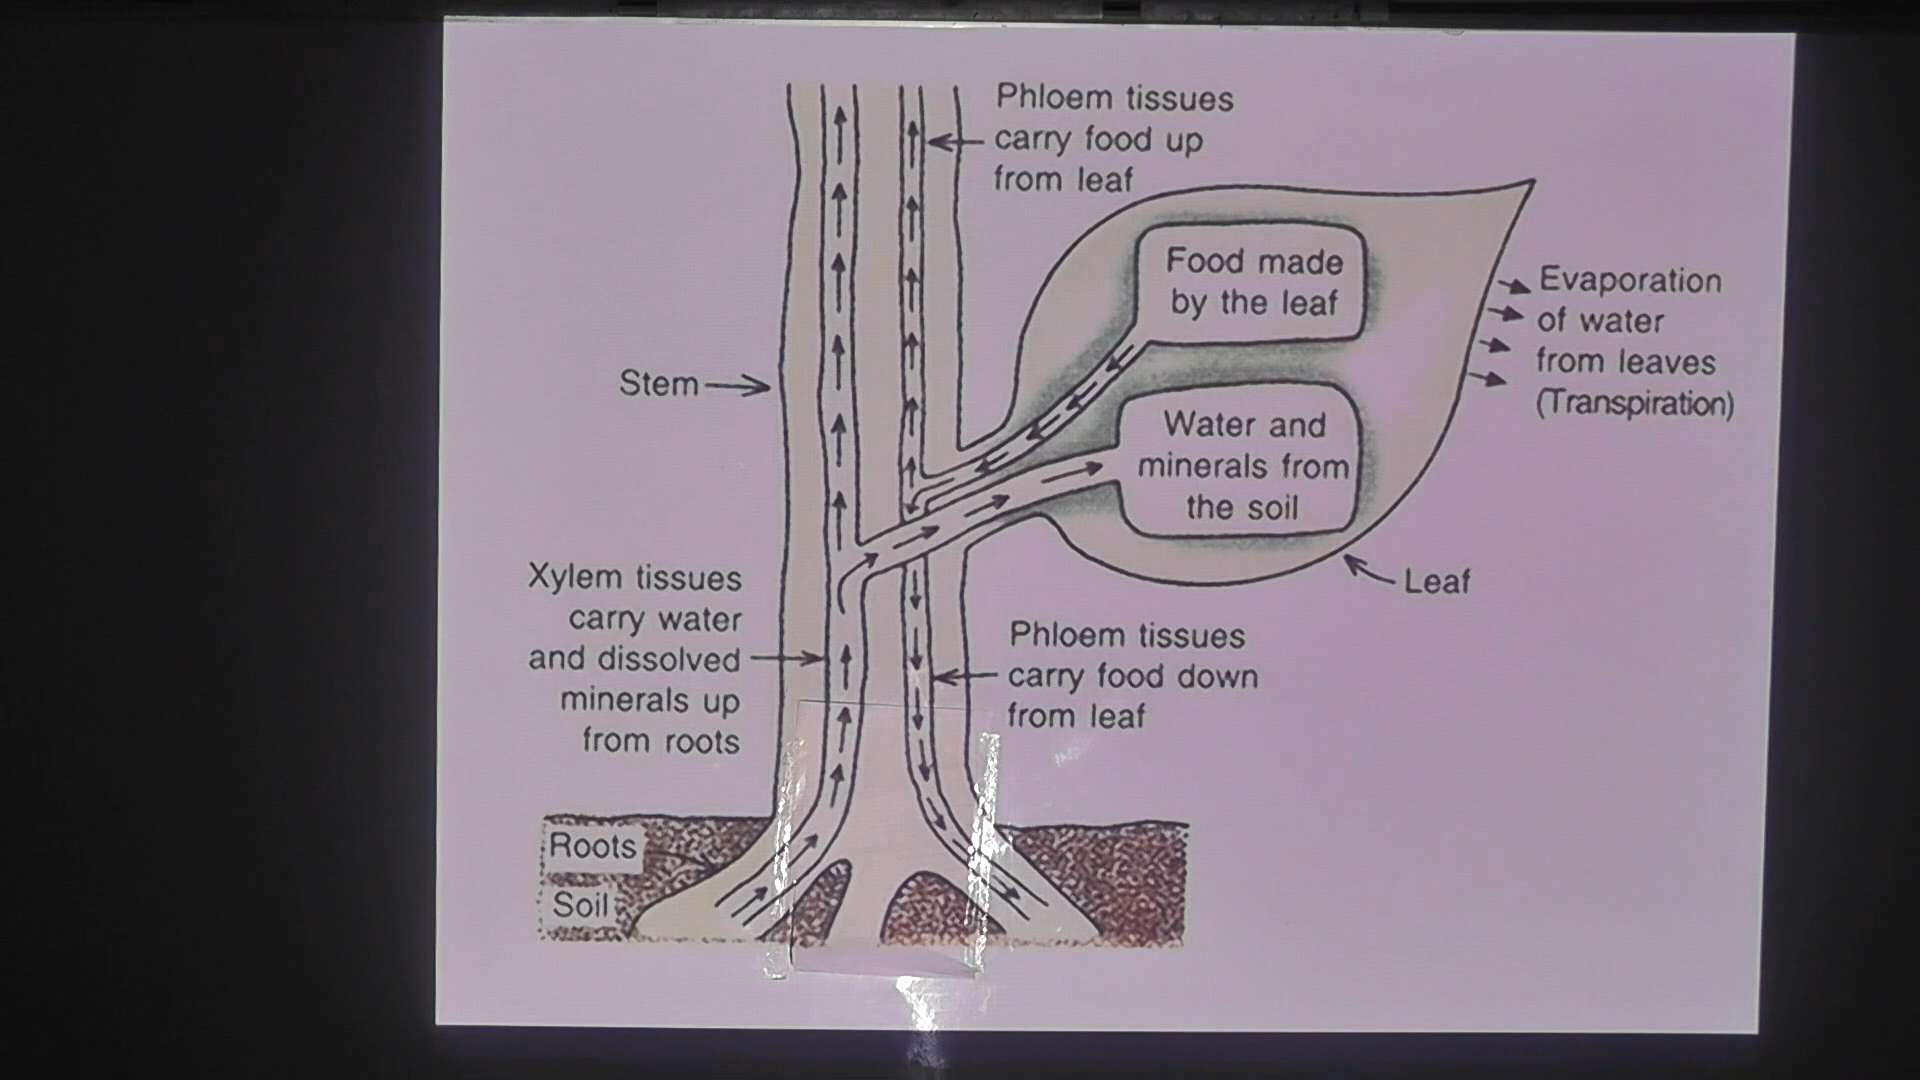 Phloem tissues
carry food up
from leaf
Food made
by the leaf
Evaporation
of water
from leaves
(Transpiration)
Stem
Water and
minerals from
the soil
Xylem tissues
carry water
and dissolved
minerals up
from roots
Leaf
Phloem tissues
carry food down
from leaf
Roots
Soil